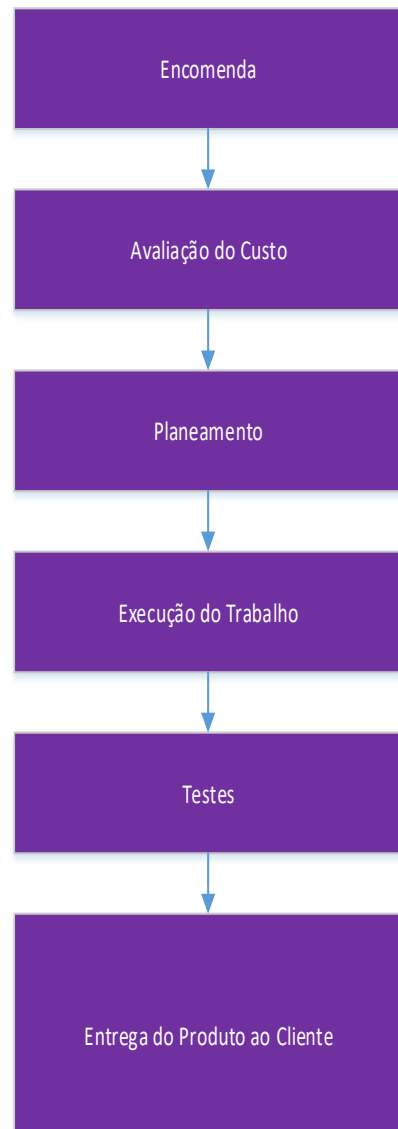 Encomenda
Avaliação do Custo
Planeamento
Execução do Trabalho
Testes
Entrega do Produto ao Cliente